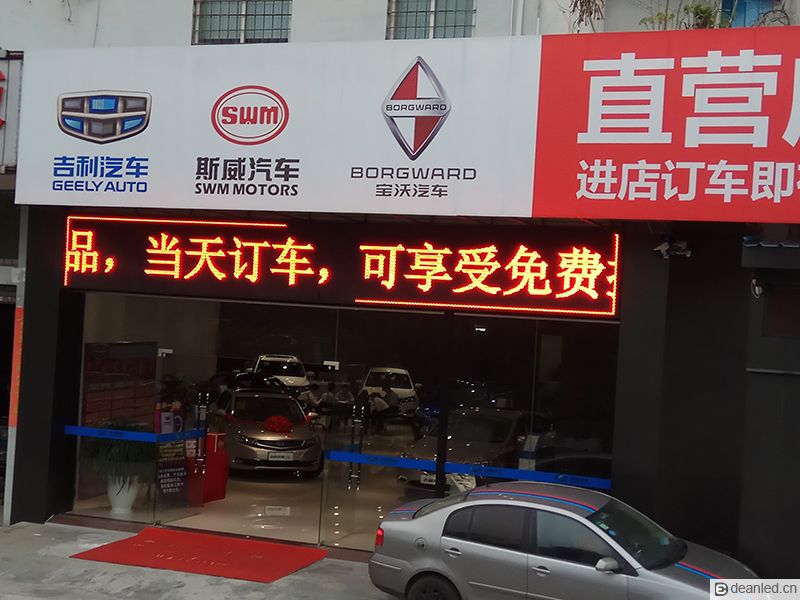 吉利汽车
GEELY AUTO
SWM
斯威汽车
SWM MOTORS
BORGWARD
BORGWARD
宝沃汽车
直营
进店订车即
品，当天订车，可享受免费
deanled.cn